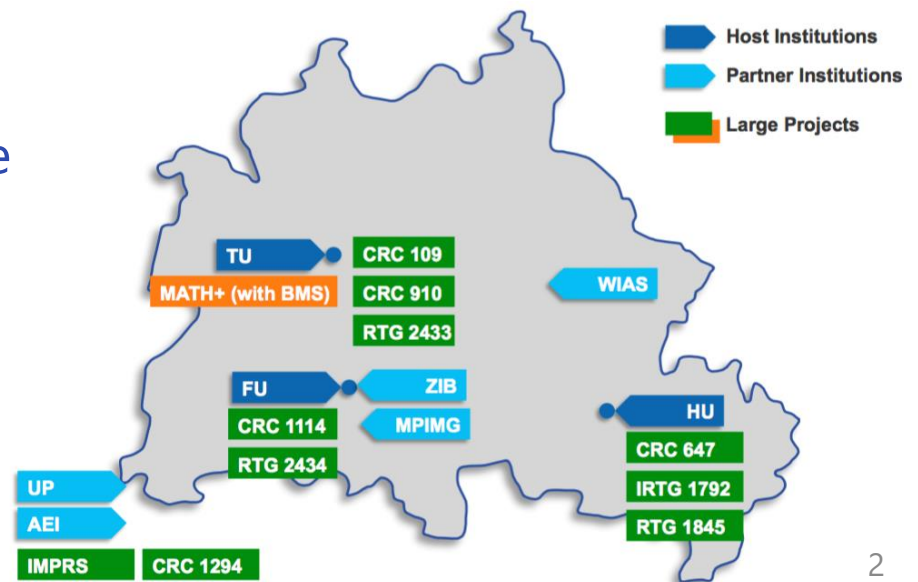 Host Institutions
Partner Institutions
Large Projects
e
TU
CRC 109
MATH+ (with BMS)
CRC 910
WIAS
RTG 2433
FU
ZIB
HU
CRC 1114
MPIMG
CRC 647
RTG 2434
IRTG 1792
UP
RTG 1845
AEI
IMPRS
CRC 1294
2